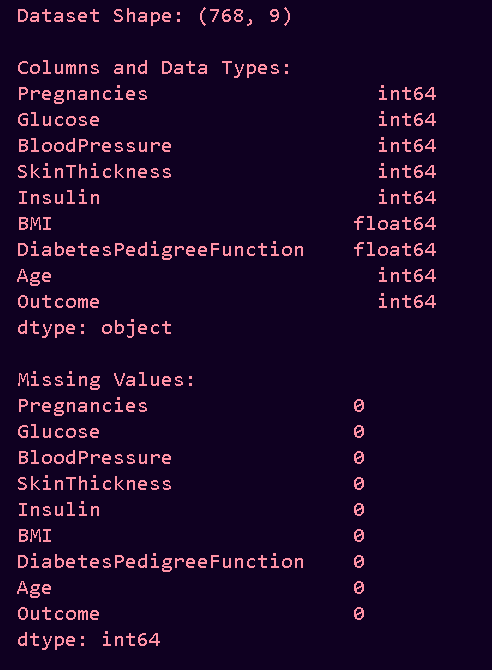 Dataset Shape: (768, 9)

Columns and Data Types:
Pregnancies                   int64
Glucose                       int64
BloodPressure                 int64
SkinThickness                 int64
Insulin                       int64
BMI                         float64
DiabetesPedigreeFunction    float64
Age                           int64
Outcome                       int64
dtype: object

Missing Values:
Pregnancies                 0
Glucose                     0
BloodPressure               0
SkinThickness               0
Insulin                     0
BMI                         0
DiabetesPedigreeFunction    0
Age                         0
Outcome                     0
dtype: int64